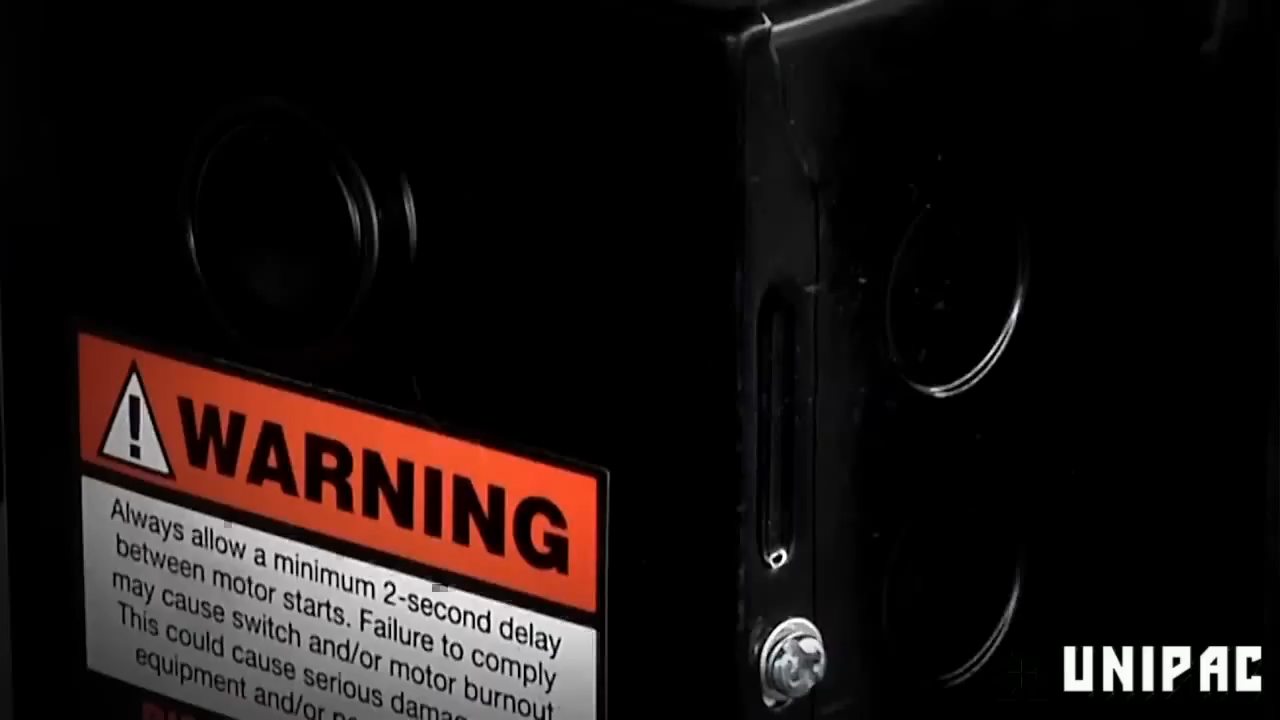 WARNING
Always allow a minimum 2-second delay
between motor starts. Failure to comply
may cause switch and/or motor burnout
This could cause serious
equipment and/or
UNIPAC